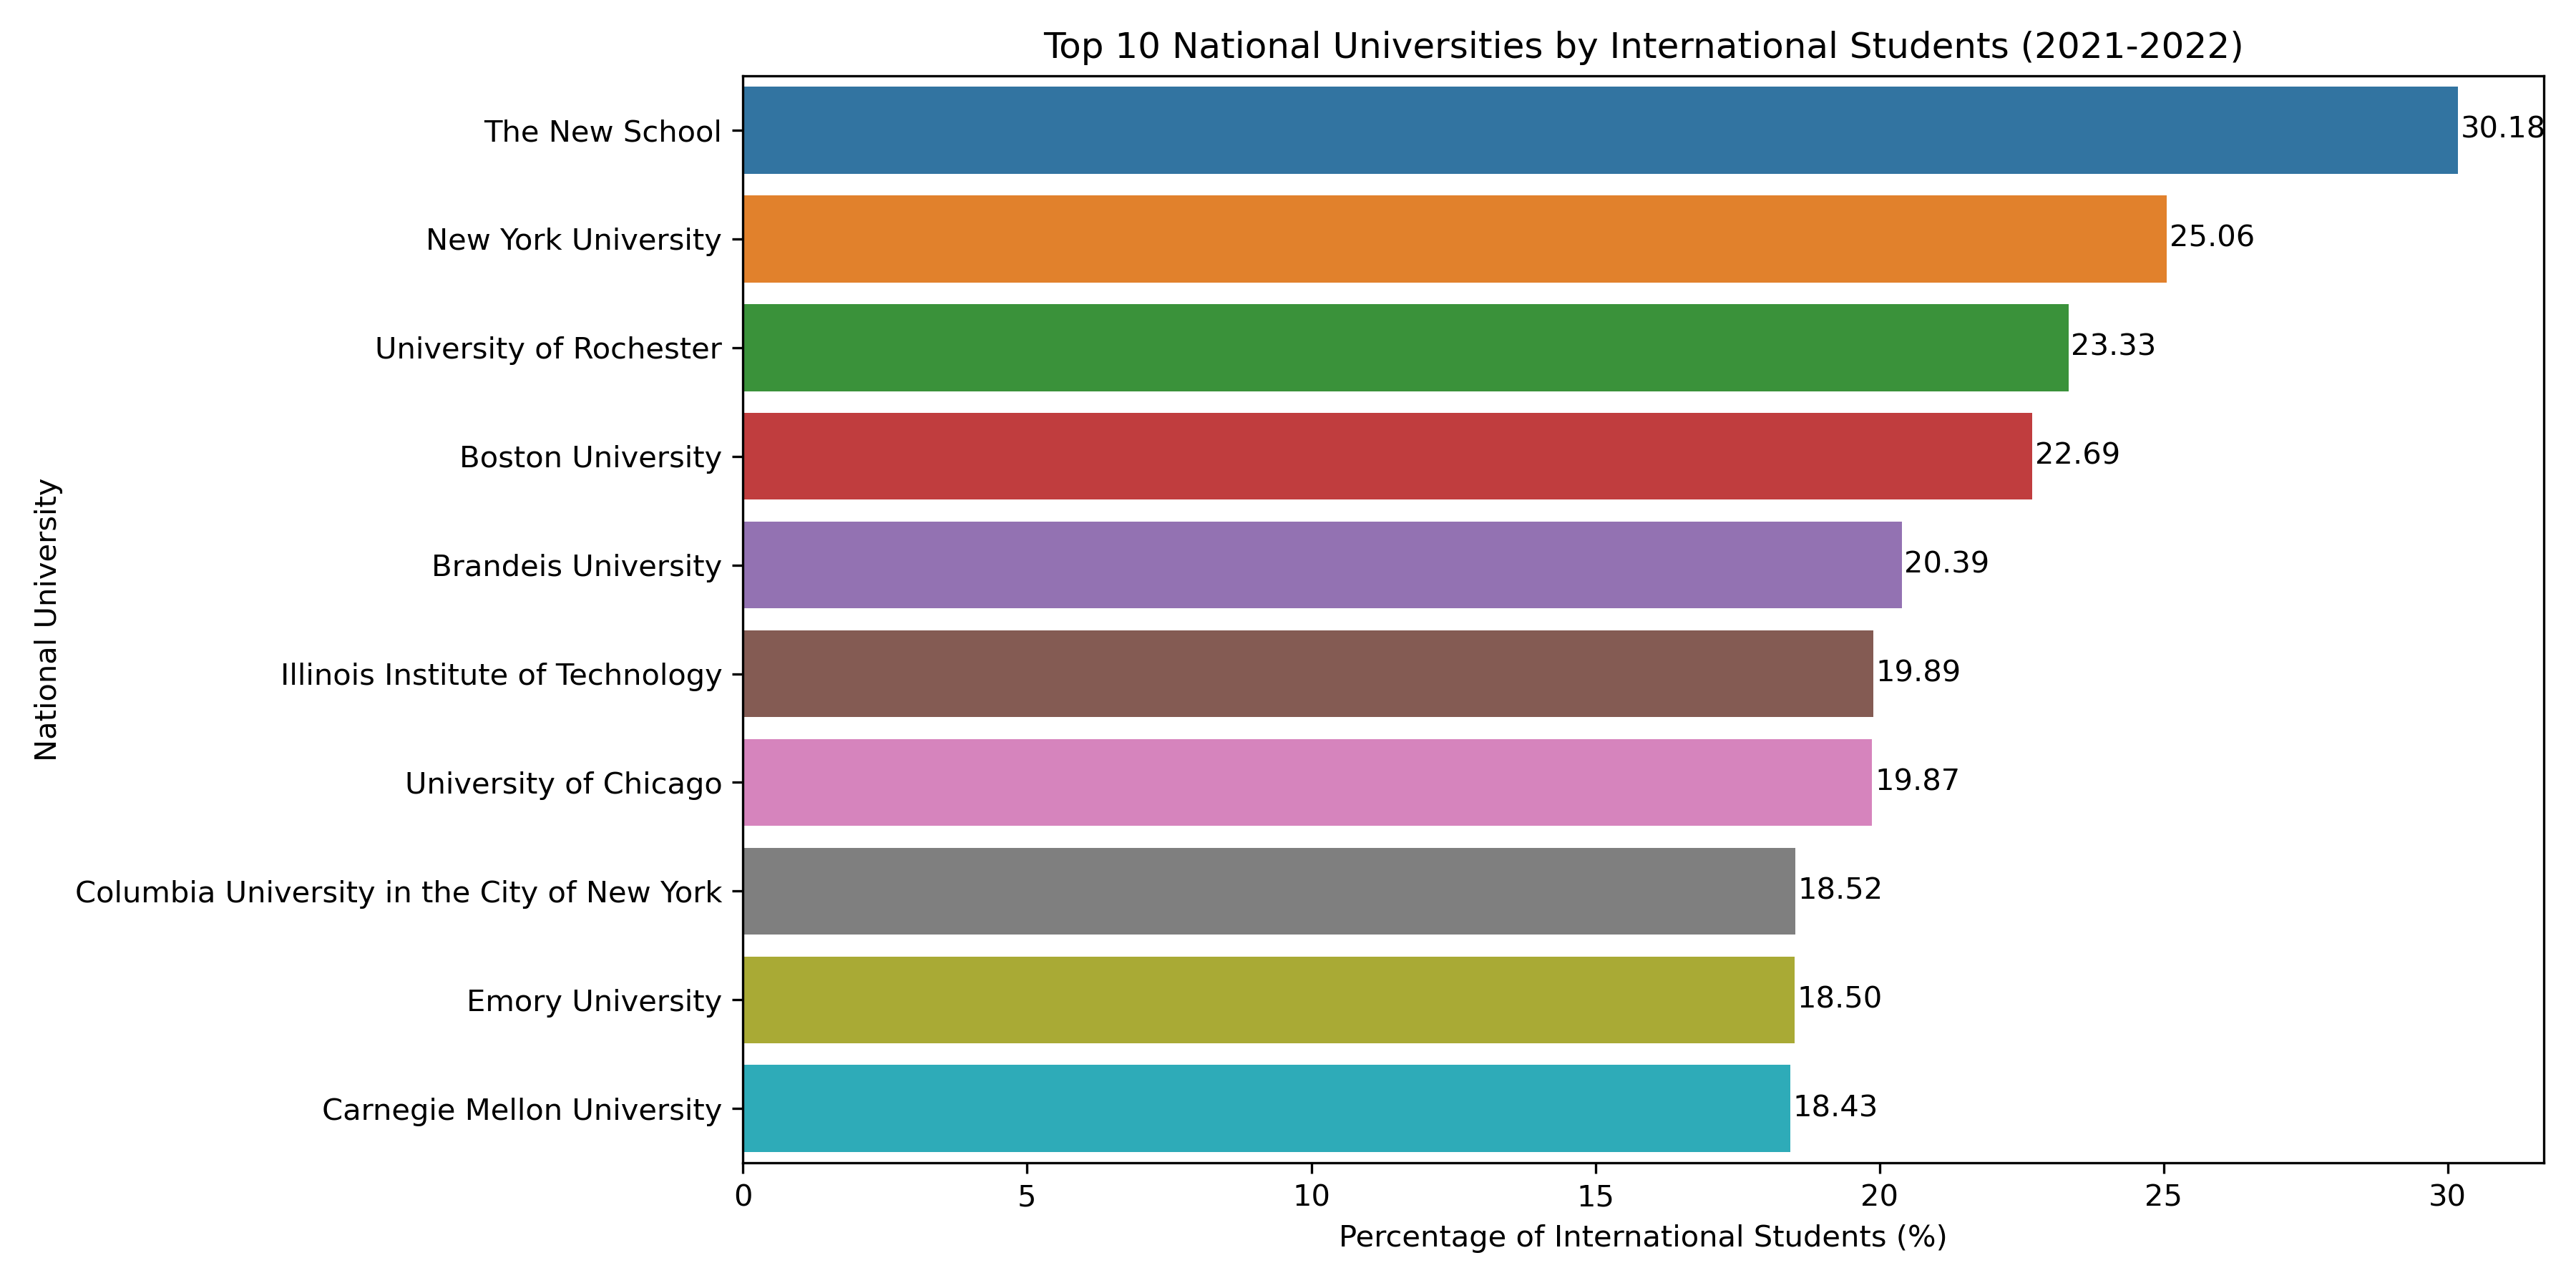 Top 10 National Universities by International Students (2021-2022)
National University
The New School
30.18
New York University
25.06
University of Rochester
23.33
Boston University
22.69
Brandeis University
20.39
Illinois Institute of Technology
19.89
University of Chicago
19.87
Columbia University in the City of New York
18.52
Emory University
18.50
Carnegie Mellon University
18.43
0 5 10 15 20 25 30
Percentage of International Students (%)